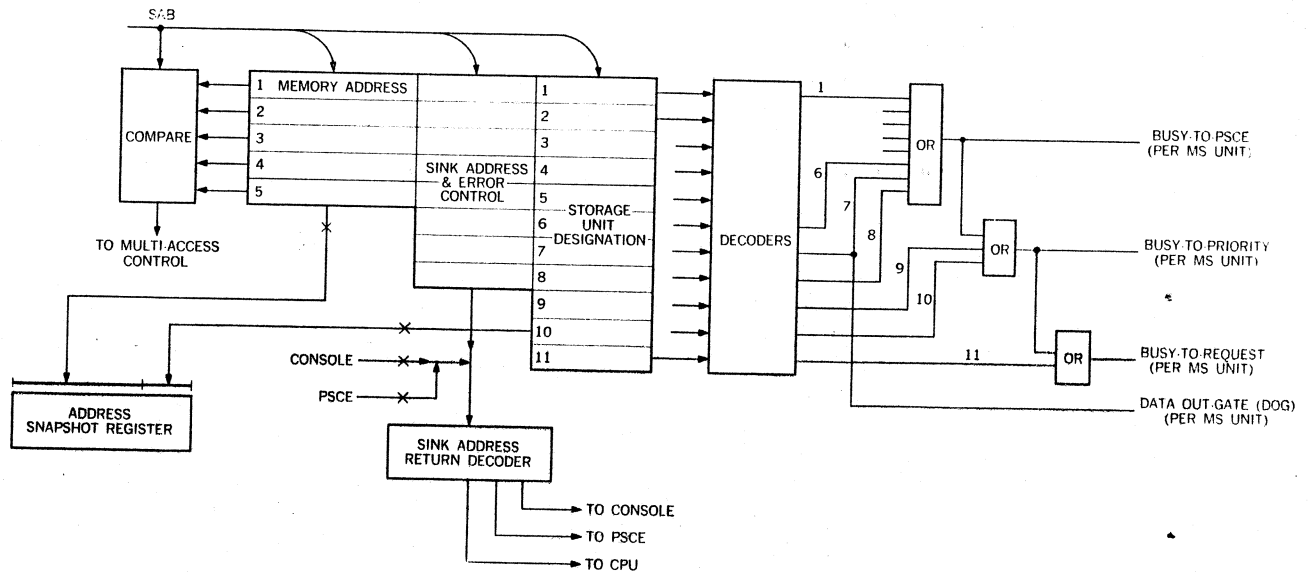 SAB
COMPARE
TO MULTI-ACCESS
CONTROL
1 MEMORY ADDRESS
2
3
4
5
SINK ADDRESS
& ERROR
CONTROL
1
2
3
4
5
6
7
8
9
10
11
STORAGE
UNIT
DESIGNATION
DECODERS
1
6
7
8
9
10
11
OR
OR
OR
BUSY-TO-PSCE
(PER MS UNIT)
BUSY-TO-PRIORITY
(PER MS UNIT)
BUSY-TO-REQUEST
(PER MS UNIT)
DATA OUT-GATE (DOG)
(PER MS UNIT)
CONSOLE
PSCE
ADDRESS
SNAPSHOT REGISTER
SINK ADDRESS
RETURN DECODER
TO CONSOLE
TO PSCE
TO CPU